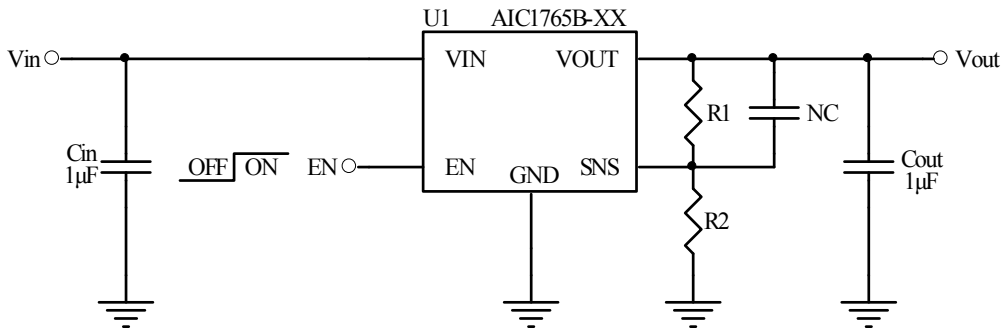 U1 AIC1765B-XX
Vin
VIN VOUT
Vout
R1
NC
Cin
1µF
OFF ON
EN
EN
GND
SNS
Cout
1µF
R2